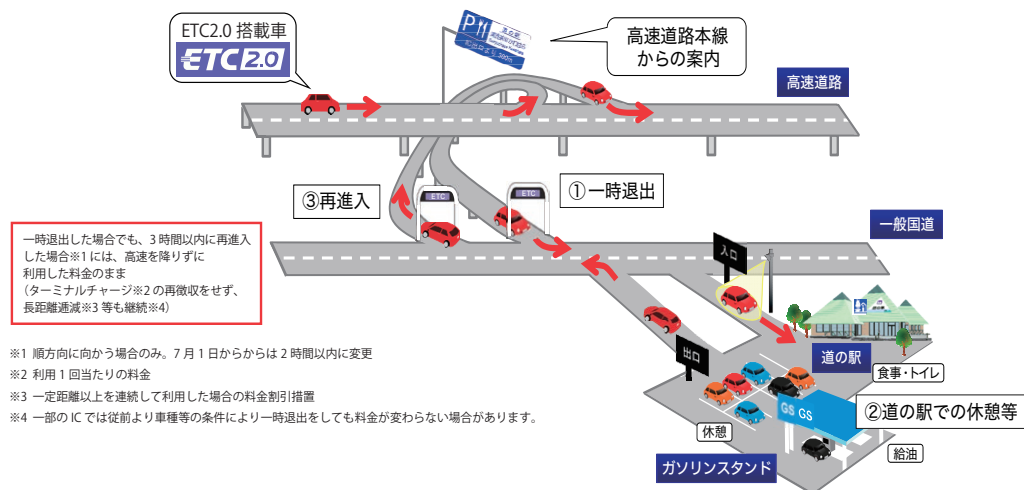 ETC2.0 搭載車
ETC 2.0
P
道の駅
高速道路本線
からの案内
高速道路
③再進入
ETC
ETC
①一時退出
一般国道
一時退出した場合でも、3 時間以内に再進入
した場合※1 には、高速を降りずに
利用した料金のまま
（ターミナルチャージ※2 の再徴収をせず、
長距離逓減※3 等も継続※4）
入口
※1 順方向に向かう場合のみ。7 月 1 日からからは 2 時間以内に変更
※2 利用 1 回当たりの料金
※3 一定距離以上を連続して利用した場合の料金割引措置
※4 一部の IC では従前より車種等の条件により一時退出をしても料金が変わらない場合があります。
出口
道の駅
食事・トイレ
GS GS
②道の駅での休憩等
休憩
給油
ガソリンスタンド